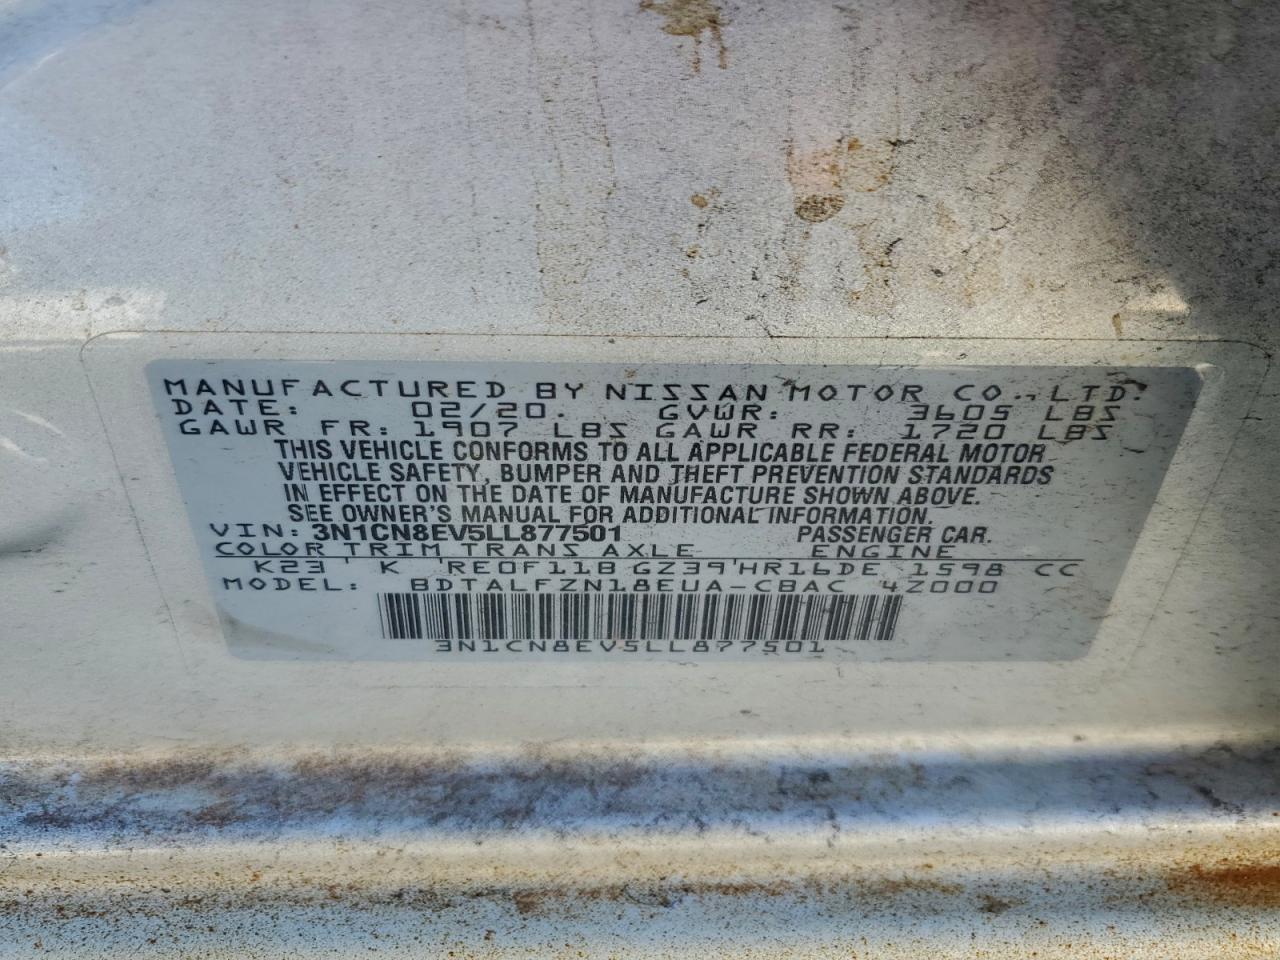 MANUFACTURED BY NISSAN MOTOR CO., LTD.
DATE: 02/20. GVWR: 3605 LBS
GAWR FR: 1907 LBS GAWR RR: 1720 LBS
THIS VEHICLE CONFORMS TO ALL APPLICABLE FEDERAL MOTOR
VEHICLE SAFETY, BUMPER AND THEFT PREVENTION STANDARDS
IN EFFECT ON THE DATE OF MANUFACTURE SHOWN ABOVE.
SEE OWNER'S MANUAL FOR ADDITIONAL INFORMATION.
VIN: 3N1CN8EV5LL877501 PASSENGER CAR.
COLOR TRIM TRANS AXLE ENGINE
K23 K RE0F11B GZ39 HR16DE 1598 CC
MODEL: BDTALFZN18EUA-CBAC 4Z000
3N1CN8EV5LL877501